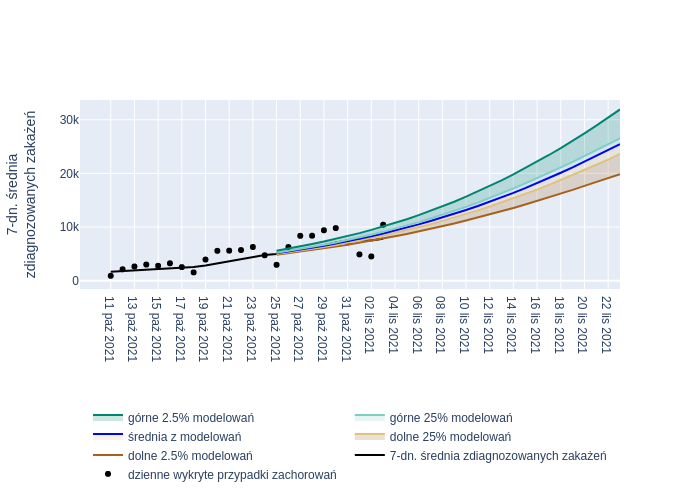 7-dn. średnia
zdiagnozowanych zakażeń
30k
20k
10k
0
11 paź 2021
13 paź 2021
15 paź 2021
17 paź 2021
19 paź 2021
21 paź 2021
23 paź 2021
25 paź 2021
27 paź 2021
29 paź 2021
31 paź 2021
02 lis 2021
04 lis 2021
06 lis 2021
08 lis 2021
10 lis 2021
12 lis 2021
14 lis 2021
16 lis 2021
18 lis 2021
20 lis 2021
22 lis 2021
górne 2.5% modelowań
górne 25% modelowań
średnia z modelowań
dolne 25% modelowań
dolne 2.5% modelowań
7-dn. średnia zdiagnozowanych zakażeń
dzienne wykryte przypadki zachorowań